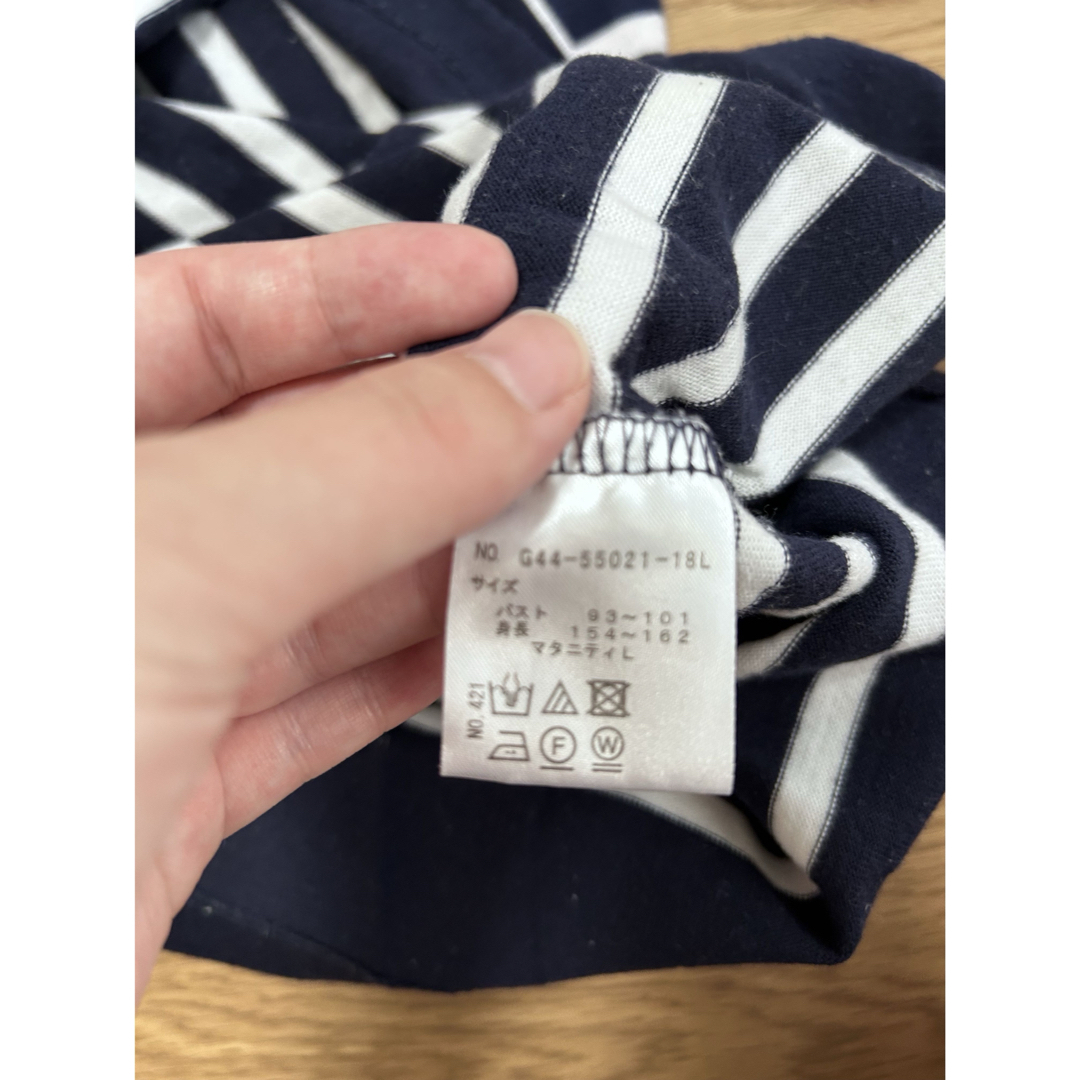 NO. G44-55021-18L
サイズ
バスト 93～101
身長 154～162
マタニティL
NO.421
F
W